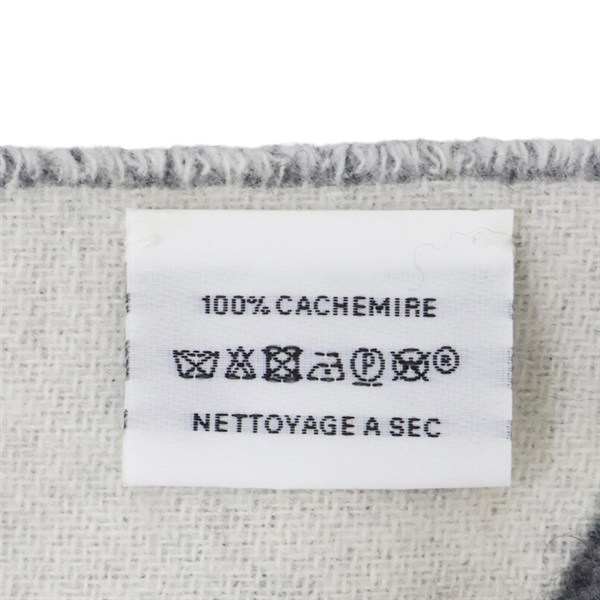 100% CACHEMIRE
P W ®
NETTOYAGE A SEC